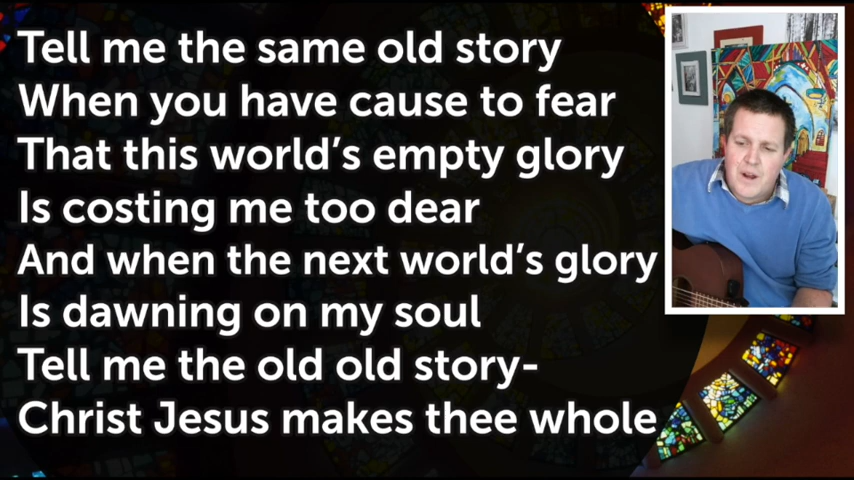 Tell me the same old story
When you have cause to fear
That this world’s empty glory
Is costing me too dear
And when the next world’s glory
Is dawning on my soul
Tell me the old old story-
Christ Jesus makes thee whole